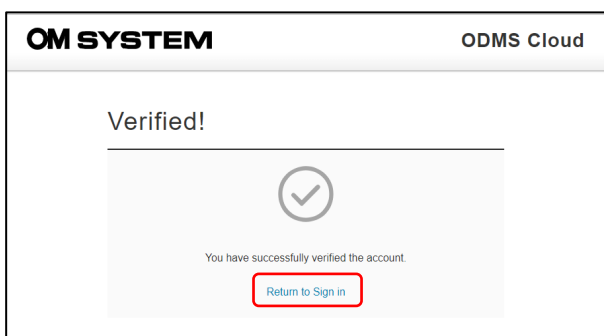 OM SYSTEM ODMS Cloud
Verified!
You have successfully verified the account.
Return to Sign in